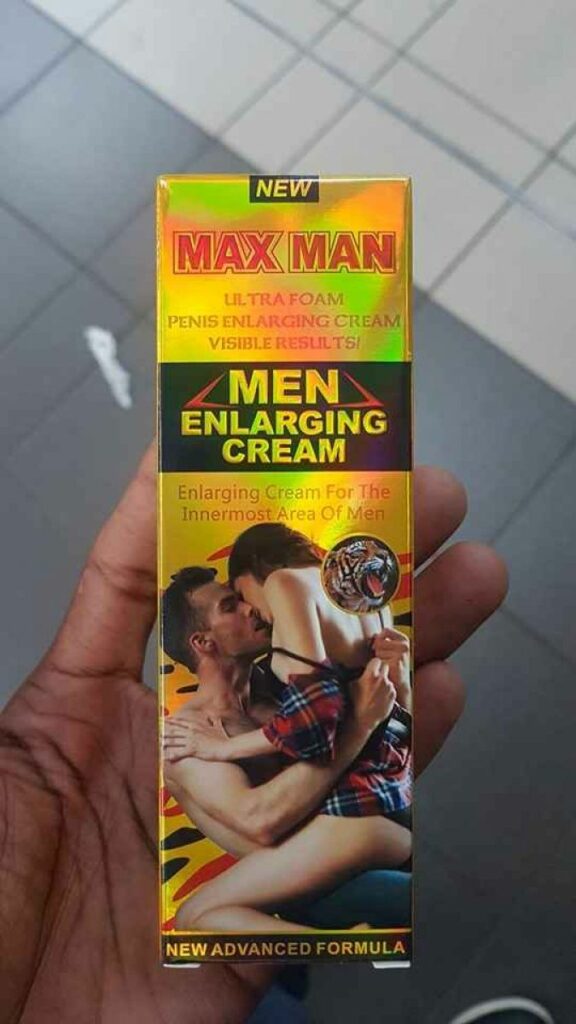 NEW
MAX MAN
ULTRA FOAM
PENIS ENLARGING CREAM
VISIBLE RESULTS!
MEN
ENLARGING
CREAM
Enlarging Cream For The
Innermost Area Of Men
NEW ADVANCED FORMULA